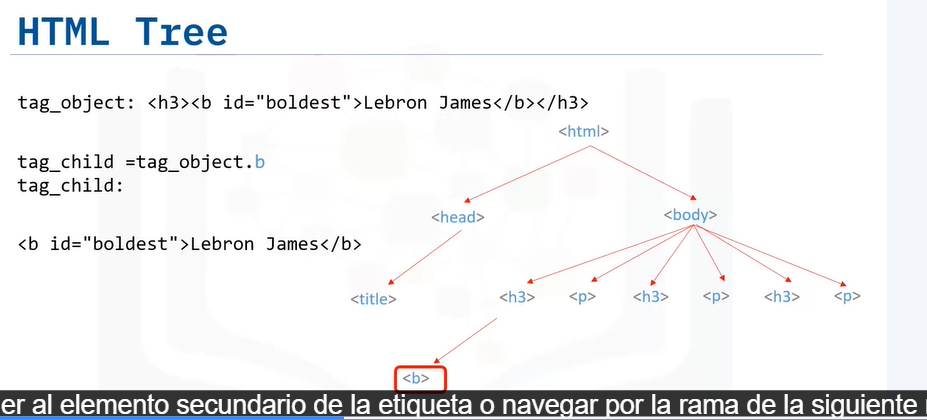 HTML Tree
tag_object: <h3><b id="boldest">Lebron James</b></h3>
<html>
tag_child =tag_object.b
tag_child:
<head>
<body>
<b id="boldest">Lebron James</b>
<title>
<h3>
<p>
<h3>
<p>
<h3>
<p>
<b>
er al elemento secundario de la etiqueta o navegar por la rama de la siguiente